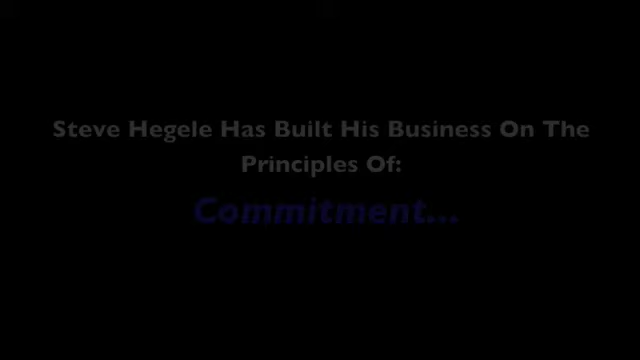 Steve Hegele Has Built His Business On The
Principles Of:
Commitment...